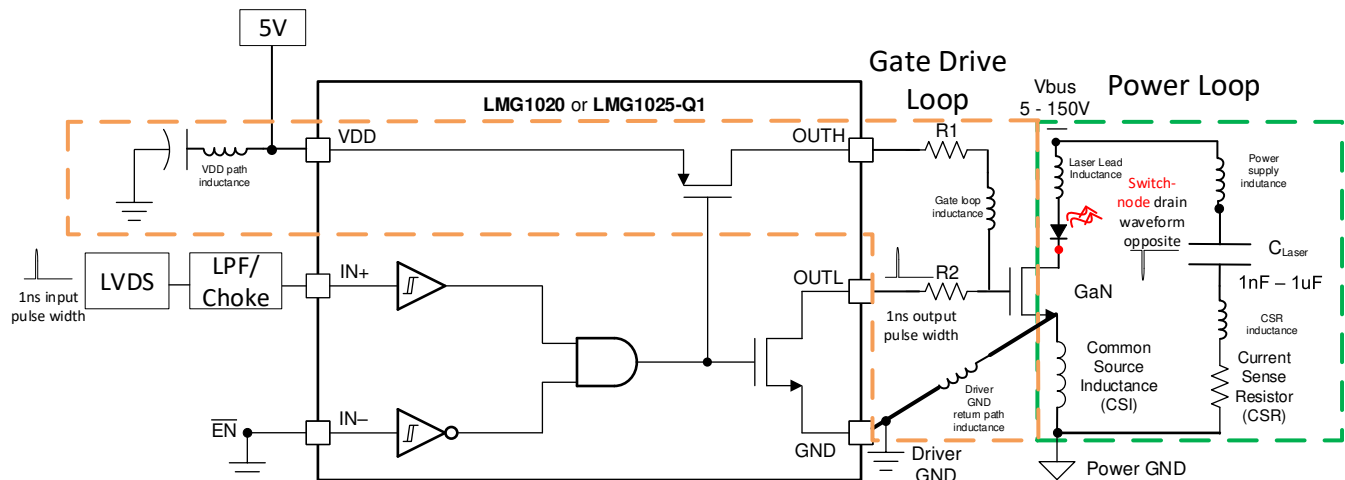 5V
Gate Drive
Loop
Vbus
5 - 150V
Power Loop
LMG1020 or LMG1025-Q1
VDD
OUTH
R1
VDD path
inductance
Gate loop
inductance
Laser Lead
Inductance
Switch-
node drain
waveform
opposite
Power
supply
indutance
CLaser
1nF – 1uF
1ns input
pulse width
LVDS
LPF/
Choke
IN+
OUTL
R2
1ns output
pulse width
GaN
CSR
inductance
Common
Source
Inductance
(CSI)
Current
Sense
Resistor
(CSR)
Driver
GND
return path
inductance
EN
IN–
GND
Driver
GND
Power GND